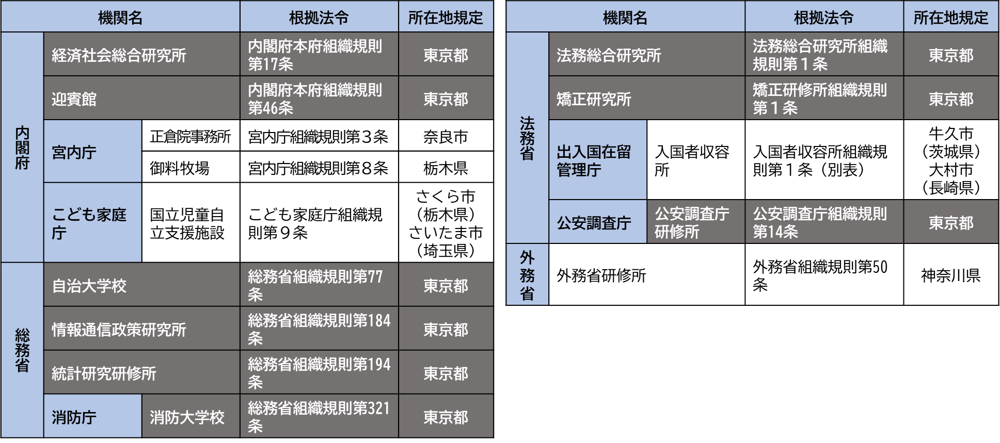 機関名
根拠法令
所在地規定
内閣府
経済社会総合研究所
内閣府本府組織規則
第17条
東京都
迎賓館
内閣府本府組織規則
第46条
東京都
宮内庁
正倉院事務所
宮内庁組織規則第３条
奈良市
御料牧場
宮内庁組織規則第８条
栃木県
こども家庭
庁
国立児童自
立支援施設
こども家庭庁組織規
則第９条
さくら市
（栃木県）
さいたま市
（埼玉県）
総務省
自治大学校
総務省組織規則第77
条
東京都
情報通信政策研究所
総務省組織規則第184
条
東京都
統計研究研修所
総務省組織規則第194
条
東京都
消防庁
消防大学校
総務省組織規則第321
条
東京都
機関名
根拠法令
所在地規定
法務省
法務総合研究所
法務総合研究所組織
規則第１条
東京都
矯正研究所
矯正研修所組織規則
第１条
東京都
出入国在留
管理庁
入国者収容
所
入国者収容所組織規
則第１条（別表）
牛久市
（茨城県）
大村市
（長崎県）
公安調査庁
公安調査庁
研修所
公安調査庁組織規則
第14条
東京都
外務省
外務省研修所
外務省組織規則第50
条
神奈川県